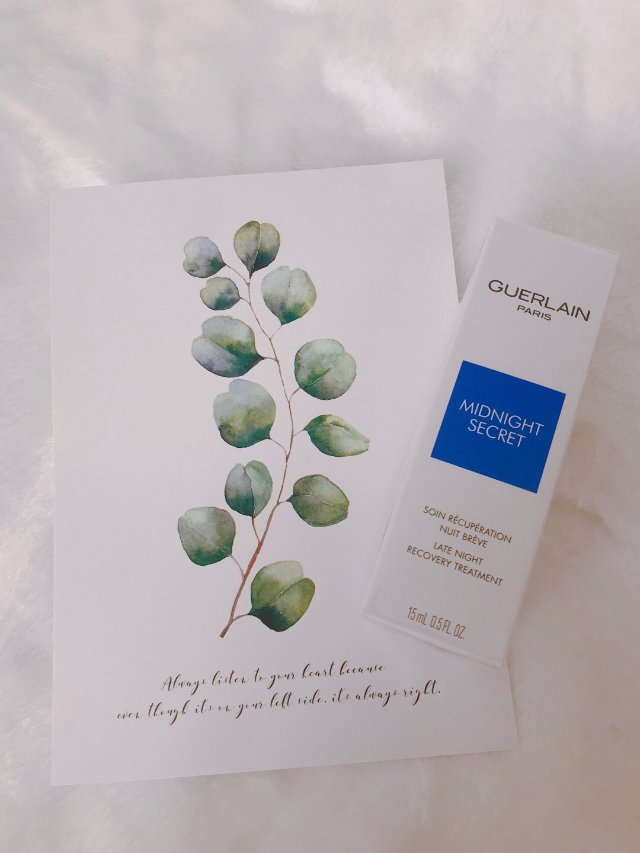 GUERLAIN
PARIS
MIDNIGHT
SECRET
SOIN RÉCUPÉRATION
NUIT BRÈVE
LATE NIGHT
RECOVERY TREATMENT
15 mL 0.5 FL.OZ.
Always listen to your heart because
even though it's on your left side, it's always right.